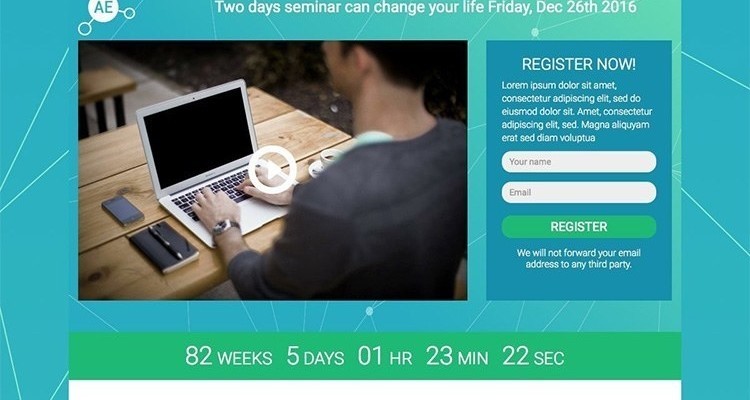 AE
Two days seminar can change your life Friday, Dec 26th 2016
REGISTER NOW!
Lorem ipsum dolor sit amet,
consectetur adipiscing elit, sed do
eiusmod dolor sit. Amet, consectetur
adipiscing elit, sed. Magna aliquyam
erat sed diam voluptua
Your name
Email
REGISTER
We will not forward your email
address to any third party.
82 WEEKS 5 DAYS 01 HR 23 MIN 22 SEC